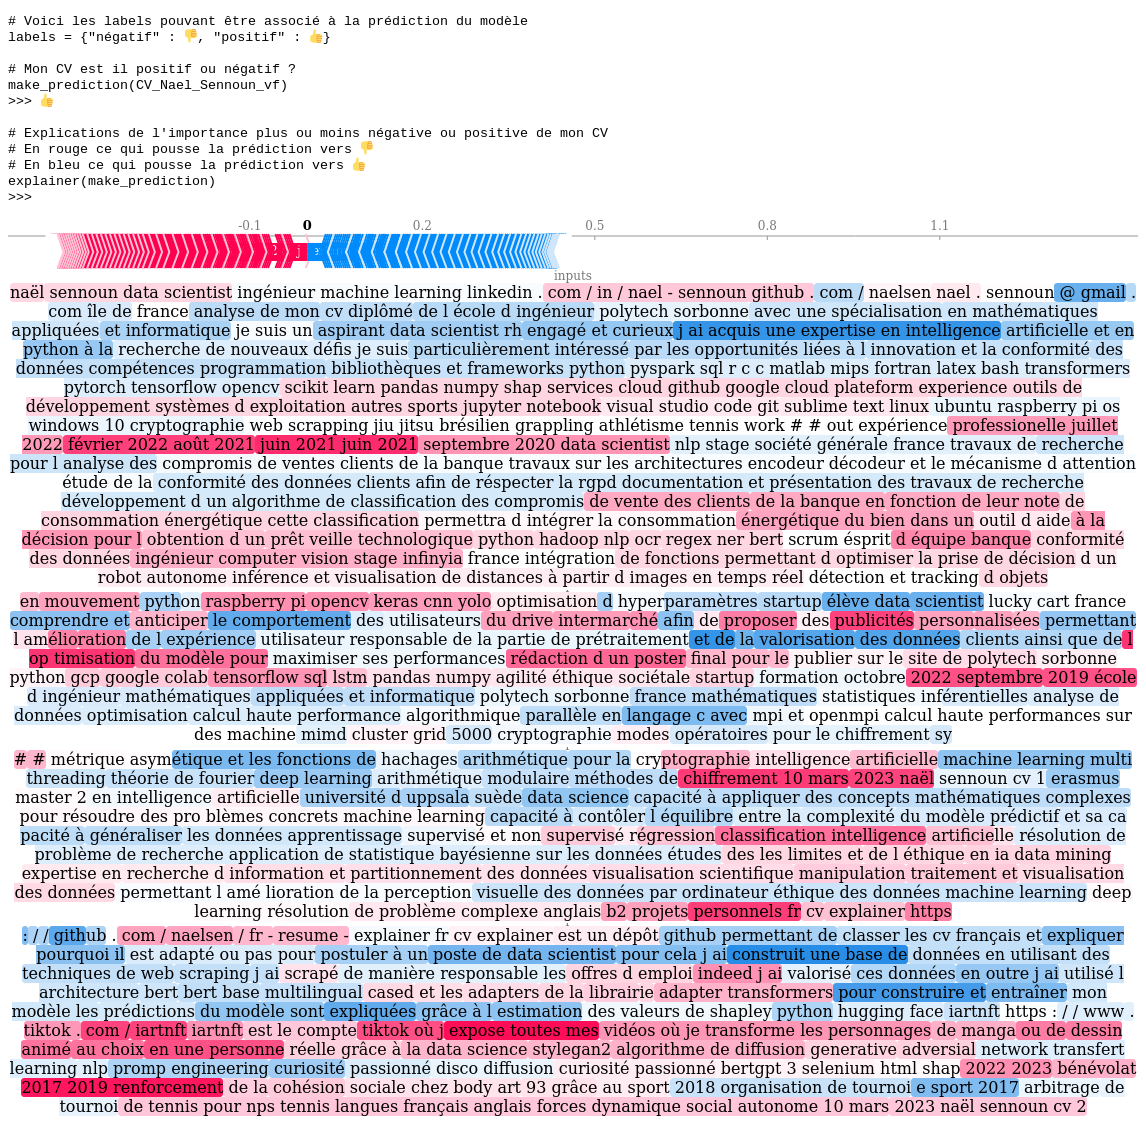 # Voici les labels pouvant être associé à la prédiction du modèle
labels = {"négatif" : 👎, "positif" : 👍}
# Mon CV est il positif ou négatif ?
make_prediction(CV_Nael_Sennoun_vf)
>>> 👍
# Explications de l'importance plus ou moins négative ou positive de mon CV
# En rouge ce qui pousse la prédiction vers 👎
# En bleu ce qui pousse la prédiction vers 👍
explainer(make_prediction)
>>>
-0.1 0 0.2 0.5 0.8 1.1
inputs
naël sennoun data scientist ingénieur machine learning linkedin . com / in / nael - sennoun github . com / naelsen nael . sennoun @ gmail .
com île de france analyse de mon cv diplômé de l école d ingénieur polytech sorbonne avec une spécialisation en mathématiques
appliquées et informatique je suis un aspirant data scientist rh engagé et curieux j ai acquis une expertise en intelligence artificielle et en
python à la recherche de nouveaux défis je suis particulièrement intéressé par les opportunités liées à l innovation et la conformité des
données compétences programmation bibliothèques et frameworks python pyspark sql r c c matlab mips fortran latex bash transformers
pytorch tensorflow opencv scikit learn pandas numpy shap services cloud github google cloud plateform experience outils de
développement systèmes d exploitation autres sports jupyter notebook visual studio code git sublime text linux ubuntu raspberry pi os
windows 10 cryptographie web scrapping jiu jitsu brésilien grappling athlétisme tennis work # # out expérience professionelle juillet
2022 février 2022 août 2021 juin 2021 juin 2021 septembre 2020 data scientist nlp stage société générale france travaux de recherche
pour l analyse des compromis de ventes clients de la banque travaux sur les architectures encodeur décodeur et le mécanisme d attention
étude de la conformité des données clients afin de réspecter la rgpd documentation et présentation des travaux de recherche
développement d un algorithme de classification des compromis de vente des clients de la banque en fonction de leur note de
consommation énergétique cette classification permettra d intégrer la consommation énergétique du bien dans un outil d aide à la
décision pour l obtention d un prêt veille technologique python hadoop nlp ocr regex ner bert scrum ésprit d équipe banque conformité
des données ingénieur computer vision stage infinyia france intégration de fonctions permettant d optimiser la prise de décision d un
robot autonome inférence et visualisation de distances à partir d images en temps réel détection et tracking d objets
en mouvement python raspberry pi opencv keras cnn yolo optimisation d hyperparamètres startup élève data scientist lucky cart france
comprendre et anticiper le comportement des utilisateurs du drive intermarché afin de proposer des publicités personnalisées permettant
l amélioration de l expérience utilisateur responsable de la partie de prétraitement et de la valorisation des données clients ainsi que de l
op timisation du modèle pour maximiser ses performances rédaction d un poster final pour le publier sur le site de polytech sorbonne
python gcp google colab tensorflow sql lstm pandas numpy agilité éthique sociétale startup formation octobre 2022 septembre 2019 école
d ingénieur mathématiques appliquées et informatique polytech sorbonne france mathématiques statistiques inférentielles analyse de
données optimisation calcul haute performance algorithmique parallèle en langage c avec mpi et openmpi calcul haute performances sur
des machine mimd cluster grid 5000 cryptographie modes opératoires pour le chiffrement sy
# # métrique asymétique et les fonctions de hachages arithmétique pour la cryptographie intelligence artificielle machine learning multi
threading théorie de fourier deep learning arithmétique modulaire méthodes de chiffrement 10 mars 2023 naël sennoun cv 1 erasmus
master 2 en intelligence artificielle université d uppsala suède data science capacité à appliquer des concepts mathématiques complexes
pour résoudre des pro blèmes concrets machine learning capacité à contôler l équilibre entre la complexité du modèle prédictif et sa ca
pacité à généraliser les données apprentissage supervisé et non supervisé régression classification intelligence artificielle résolution de
problème de recherche application de statistique bayésienne sur les données études des les limites et de l éthique en ia data mining
expertise en recherche d information et partitionnement des données visualisation scientifique manipulation traitement et visualisation
des données permettant l amé lioration de la perception visuelle des données par ordinateur éthique des données machine learning deep
learning résolution de problème complexe anglais b2 projets personnels fr cv explainer https
: / / github . com / naelsen / fr - resume - explainer fr cv explainer est un dépôt github permettant de classer les cv français et expliquer
pourquoi il est adapté ou pas pour postuler à un poste de data scientist pour cela j ai construit une base de données en utilisant des
techniques de web scraping j ai scrapé de manière responsable les offres d emploi indeed j ai valorisé ces données en outre j ai utilisé l
architecture bert bert base multilingual cased et les adapters de la librairie adapter transformers pour construire et entraîner mon
modèle les prédictions du modèle sont expliquées grâce à l estimation des valeurs de shapley python hugging face iartnft https : / / www .
tiktok . com / iartnft iartnft est le compte tiktok où j expose toutes mes vidéos où je transforme les personnages de manga ou de dessin
animé au choix en une personne réelle grâce à la data science stylegan2 algorithme de diffusion generative adversial network transfert
learning nlp promp engineering curiosité passionné disco diffusion curiosité passionné bertgpt 3 selenium html shap 2022 2023 bénévolat
2017 2019 renforcement de la cohésion sociale chez body art 93 grâce au sport 2018 organisation de tournoi e sport 2017 arbitrage de
tournoi de tennis pour nps tennis langues français anglais forces dynamique social autonome 10 mars 2023 naël sennoun cv 2